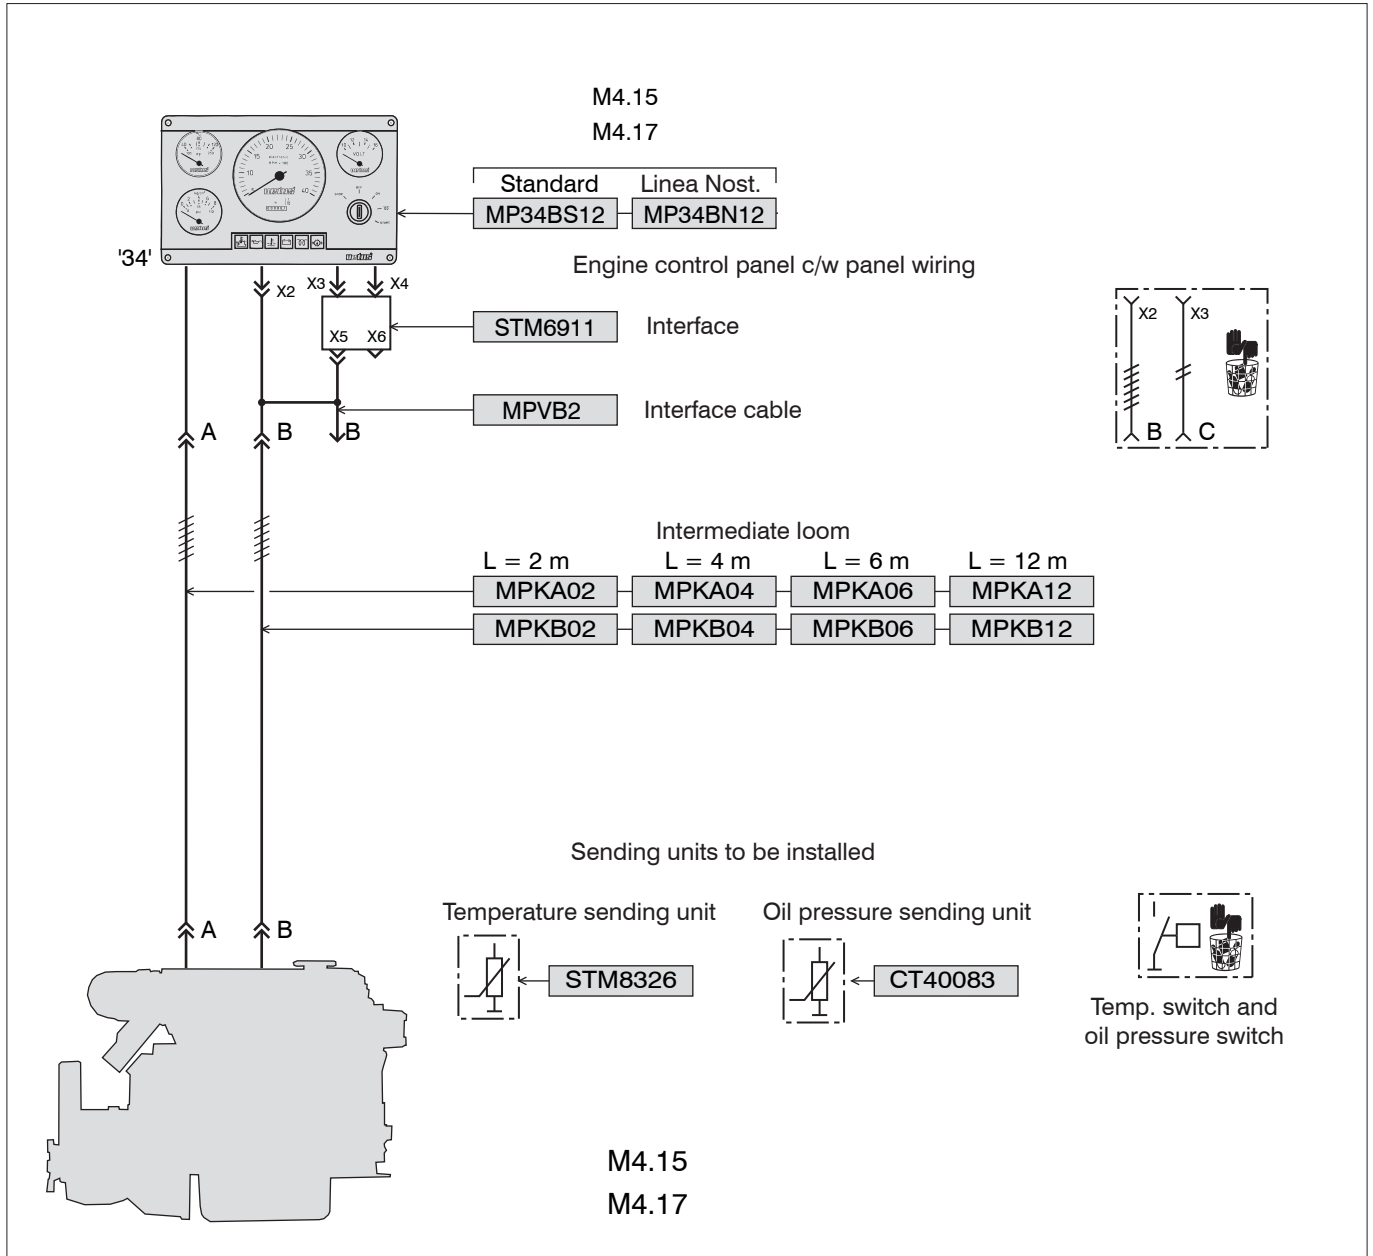 M4.15
M4.17
Standard Linea Nost.
MP34BS12 MP34BN12
'34'
Engine control panel c/w panel wiring
X2 X3 X4
X5 X6
STM6911 Interface
X2 X3
MPVB2 Interface cable
A B B
B C
Intermediate loom
L = 2 m L = 4 m L = 6 m L = 12 m
MPKA02 MPKA04 MPKA06 MPKA12
MPKB02 MPKB04 MPKB06 MPKB12
Sending units to be installed
Temperature sending unit Oil pressure sending unit
A B
STM8326 CT40083
Temp. switch and
oil pressure switch
M4.15
M4.17